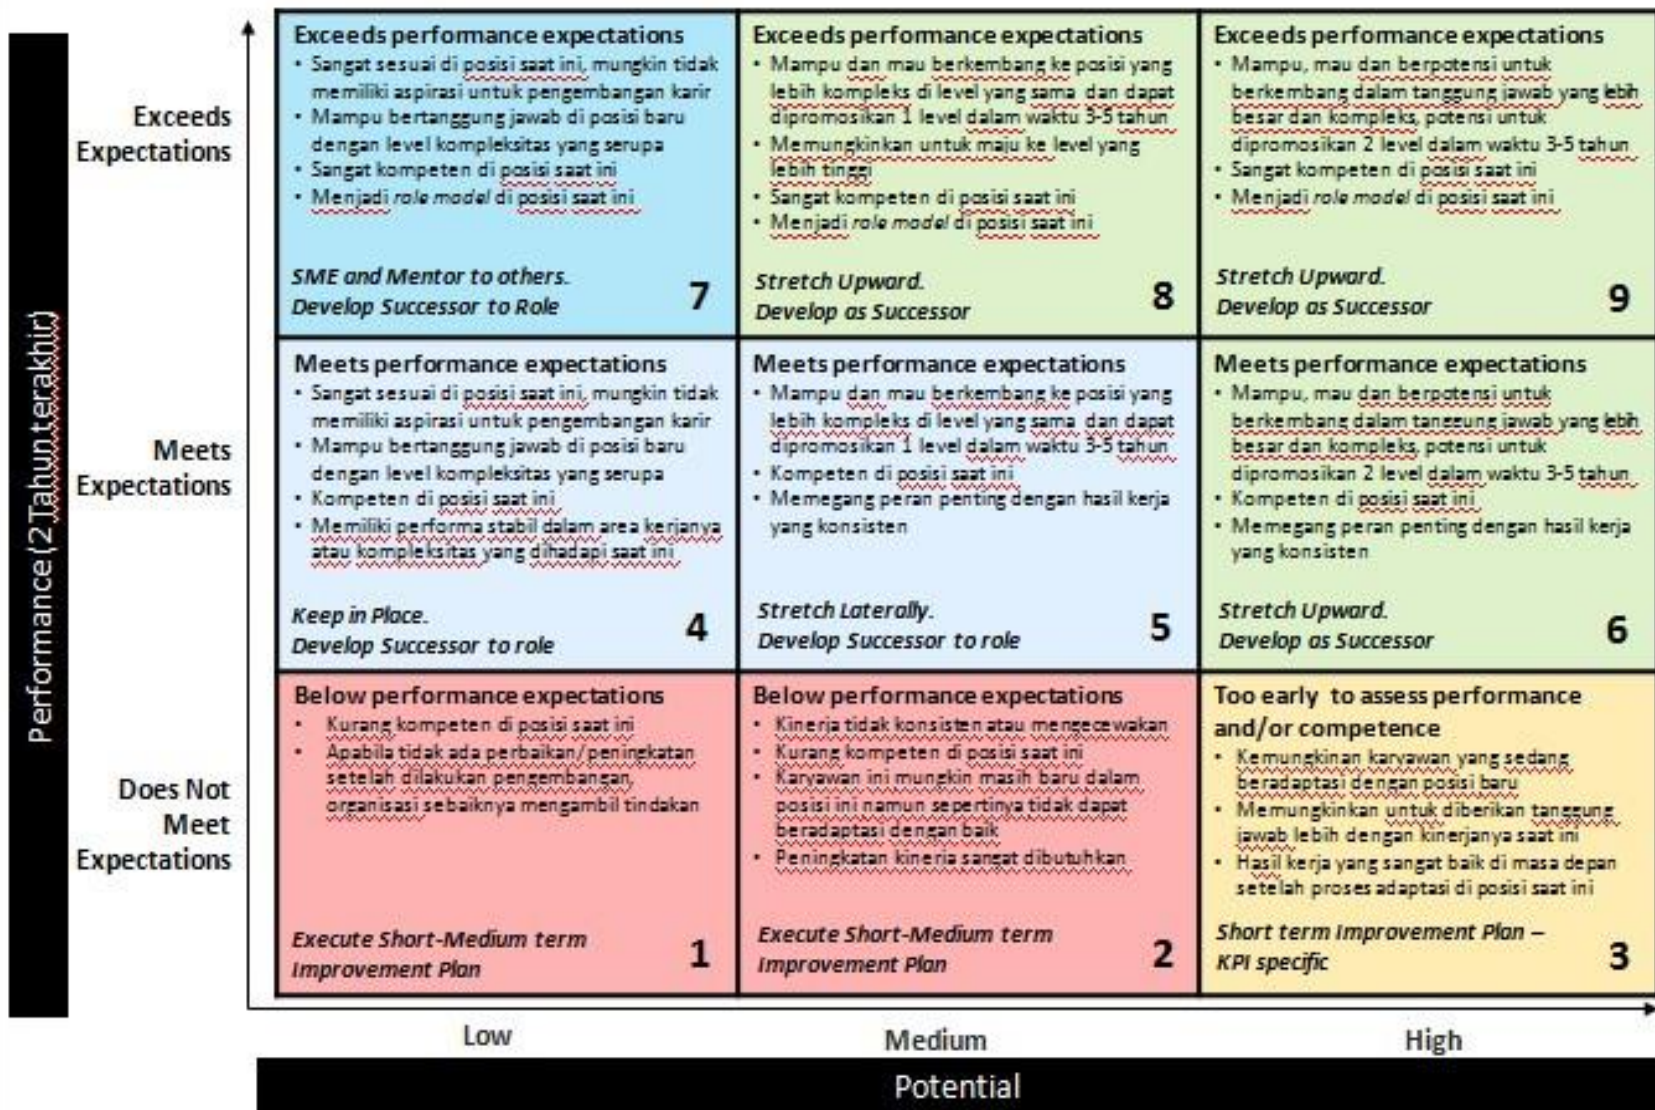 Performance (2 Tahun terakhir)
Exceeds
Expectations
Exceeds performance expectations
• Sangat sesuai di posisi saat ini, mungkin tidak
memiliki aspirasi untuk pengembangan karir
• Mampu bertanggung jawab di posisi baru
dengan level kompleksitas yang serupa
• Sangat kompeten di posisi saat ini
• Menjadi role model di posisi saat ini
SME and Mentor to others.
Develop Successor to Role
7
Exceeds performance expectations
• Mampu dan mau berkembang ke posisi yang
lebih kompleks di level yang sama dan dapat
dipromosikan 1 level dalam waktu 3-5 tahun
• Memungkinkan untuk maju ke level yang
lebih tinggi
• Sangat kompeten di posisi saat ini
• Menjadi role model di posisi saat ini
Stretch Upward.
Develop as Successor
8
Exceeds performance expectations
• Mampu, mau dan berpotensi untuk
berkembang dalam tanggung jawab yang lebih
besar dan kompleks, potensi untuk
dipromosikan 2 level dalam waktu 3-5 tahun
• Sangat kompeten di posisi saat ini
• Menjadi role model di posisi saat ini
Stretch Upward.
Develop as Successor
9
Meets
Expectations
Meets performance expectations
• Sangat sesuai di posisi saat ini, mungkin tidak
memiliki aspirasi untuk pengembangan karir
• Mampu bertanggung jawab di posisi baru
dengan level kompleksitas yang serupa
• Kompeten di posisi saat ini
• Memiliki performa stabil dalam area kerjanya
atau kompleksitas yang dihadapi saat ini
Keep in Place.
Develop Successor to role
4
Meets performance expectations
• Mampu dan mau berkembang ke posisi yang
lebih kompleks di level yang sama dan dapat
dipromosikan 1 level dalam waktu 3-5 tahun
• Kompeten di posisi saat ini
• Memegang peran penting dengan hasil kerja
yang konsisten
Stretch Laterally.
Develop Successor to role
5
Meets performance expectations
• Mampu, mau dan berpotensi untuk
berkembang dalam tanggung jawab yang lebih
besar dan kompleks, potensi untuk
dipromosikan 2 level dalam waktu 3-5 tahun
• Kompeten di posisi saat ini
• Memegang peran penting dengan hasil kerja
yang konsisten
Stretch Upward.
Develop as Successor
6
Does Not
Meet
Expectations
Below performance expectations
• Kurang kompeten di posisi saat ini
• Apabila tidak ada perbaikan/peningkatan
setelah dilakukan pengembangan,
organisasi sebaiknya mengambil tindakan
Execute Short-Medium term
Improvement Plan
1
Below performance expectations
• Kinerja tidak konsisten atau mengecewakan
• Kurang kompeten di posisi saat ini
• Karyawan ini mungkin masih baru dalam
posisi ini namun sepertinya tidak dapat
beradaptasi dengan baik
• Peningkatan kinerja sangat dibutuhkan
Execute Short-Medium term
Improvement Plan
2
Too early to assess performance
and/or competence
• Kemungkinan karyawan yang sedang
beradaptasi dengan posisi baru
• Memungkinkan untuk diberikan tanggung
jawab lebih dengan kinerjanya saat ini
• Hasil kerja yang sangat baik di masa depan
setelah proses adaptasi di posisi saat ini
Short term Improvement Plan –
KPI specific
3
Low
Medium
High
Potential